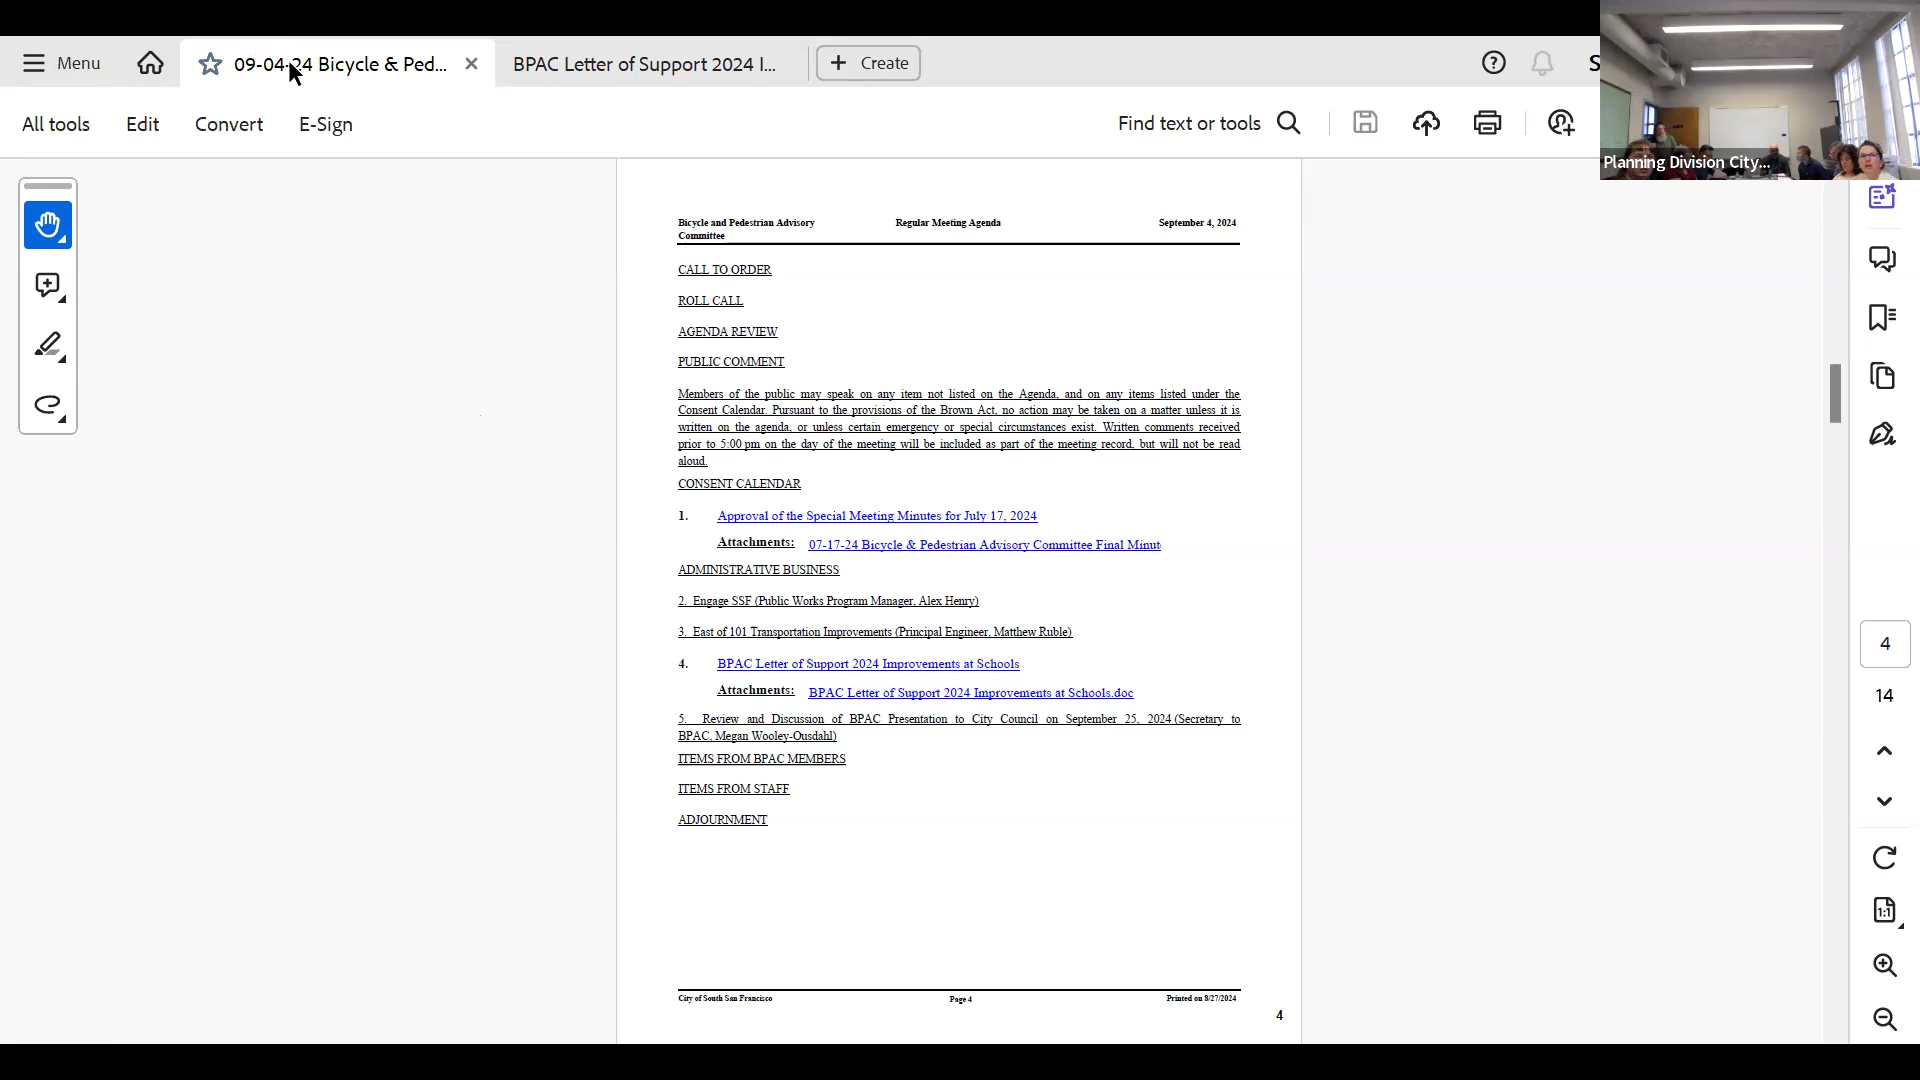 Menu
09-04-24 Bicycle & Ped...
BPAC Letter of Support 2024 I...
Create
S
All tools
Edit
Convert
E-Sign
Find text or tools
Planning Division City...
Bicycle and Pedestrian Advisory Committee
Regular Meeting Agenda
September 4, 2024
CALL TO ORDER
ROLL CALL
AGENDA REVIEW
PUBLIC COMMENT
Members of the public may speak on any item not listed on the Agenda, and on any items listed under the
Consent Calendar. Pursuant to the provisions of the Brown Act, no action may be taken on a matter unless it is
written on the agenda, or unless certain emergency or special circumstances exist. Written comments received
prior to 5:00 pm on the day of the meeting will be included as part of the meeting record, but will not be read
aloud.
CONSENT CALENDAR
1. Approval of the Special Meeting Minutes for July 17, 2024
Attachments: 07-17-24 Bicycle & Pedestrian Advisory Committee Final Minut
ADMINISTRATIVE BUSINESS
2. Engage SSF (Public Works Program Manager, Alex Henry)
3. East of 101 Transportation Improvements (Principal Engineer, Matthew Ruble)
4. BPAC Letter of Support 2024 Improvements at Schools
Attachments: BPAC Letter of Support 2024 Improvements at Schools.doc
5. Review and Discussion of BPAC Presentation to City Council on September 25, 2024 (Secretary to
BPAC, Megan Wooley-Ousdahl)
ITEMS FROM BPAC MEMBERS
ITEMS FROM STAFF
ADJOURNMENT
City of South San Francisco
Page 4
Printed on 8/27/2024
4
4
14
1:1